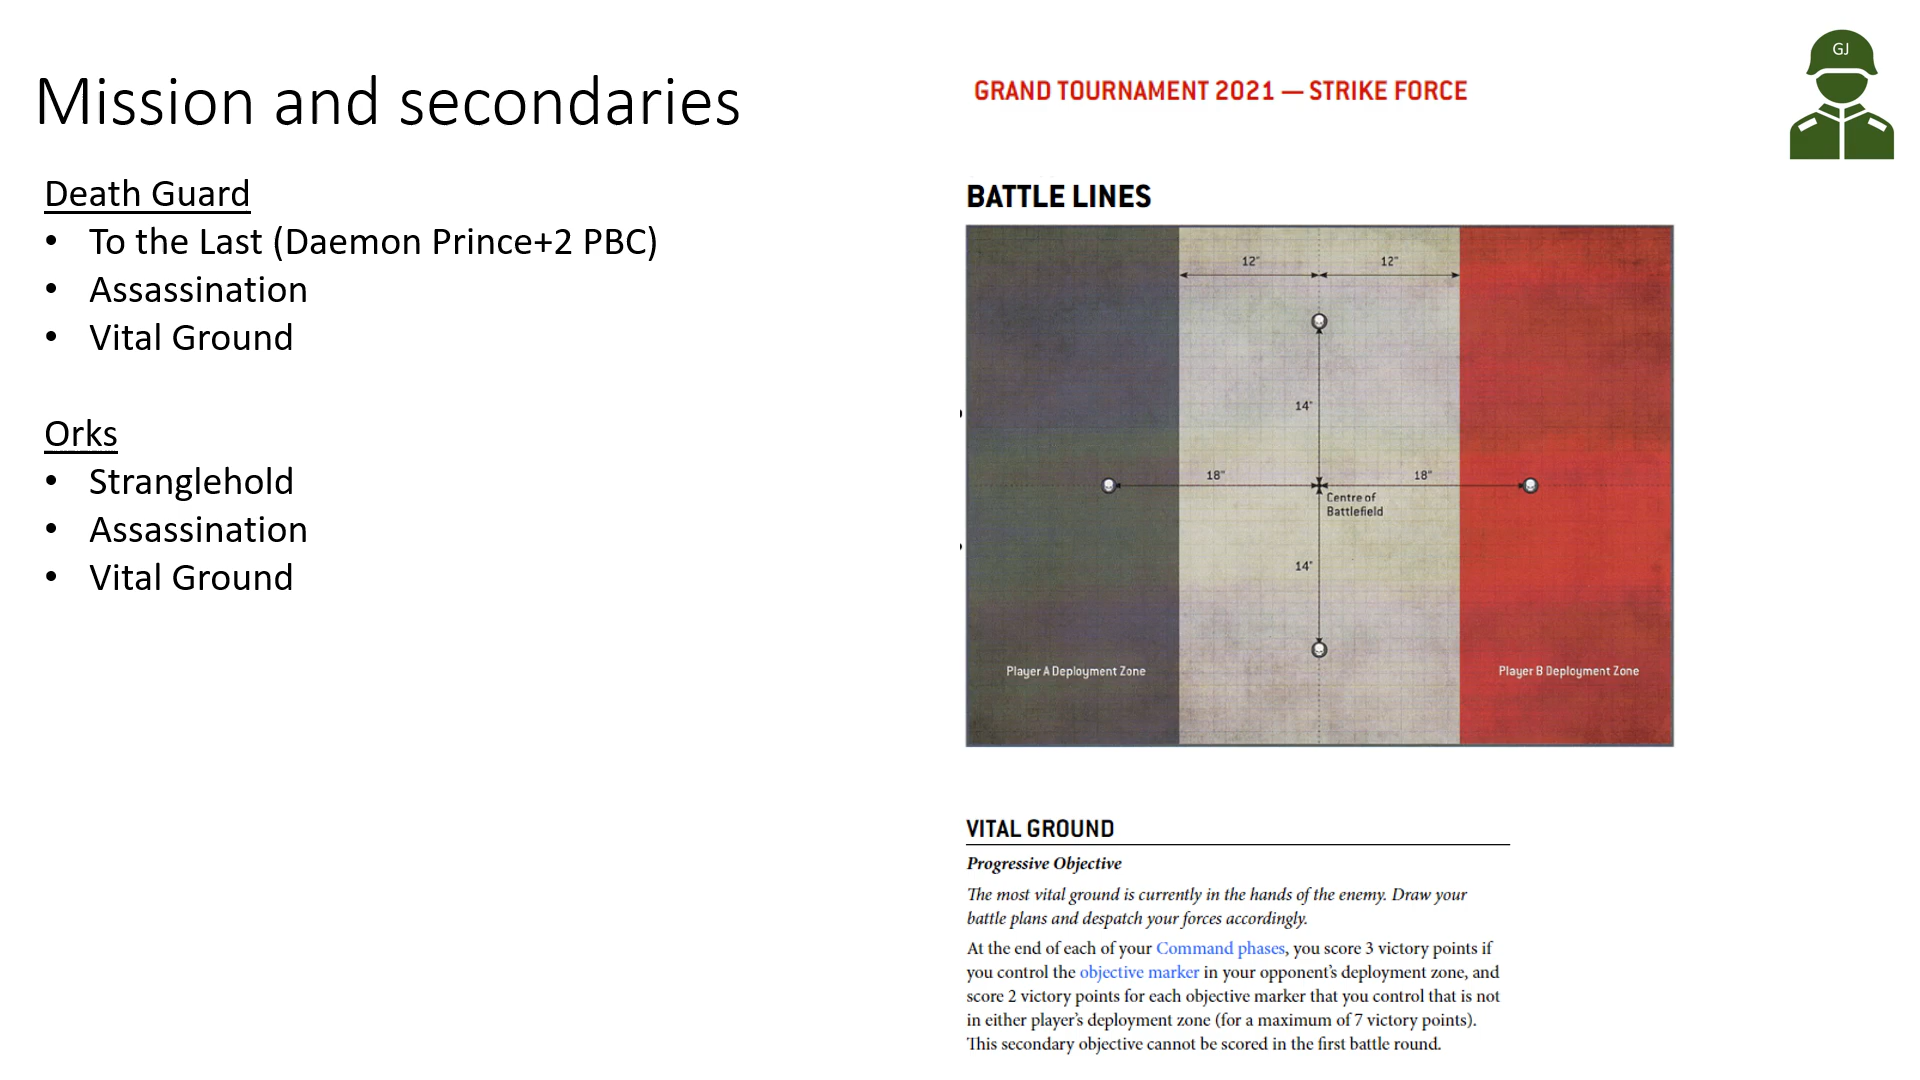 Mission and secondaries
Death Guard
• To the Last (Daemon Prince+2 PBC)
• Assassination
• Vital Ground
Orks
• Stranglehold
• Assassination
• Vital Ground
GRAND TOURNAMENT 2021 — STRIKE FORCE
GJ
BATTLE LINES
12"
12"
14"
18"
18"
Centre of
Battlefield
14"
Player A Deployment Zone
Player B Deployment Zone
VITAL GROUND
Progressive Objective
The most vital ground is currently in the hands of the enemy. Draw your
battle plans and despatch your forces accordingly.
At the end of each of your Command phases, you score 3 victory points if
you control the objective marker in your opponent’s deployment zone, and
score 2 victory points for each objective marker that you control that is not
in either player’s deployment zone (for a maximum of 7 victory points).
This secondary objective cannot be scored in the first battle round.